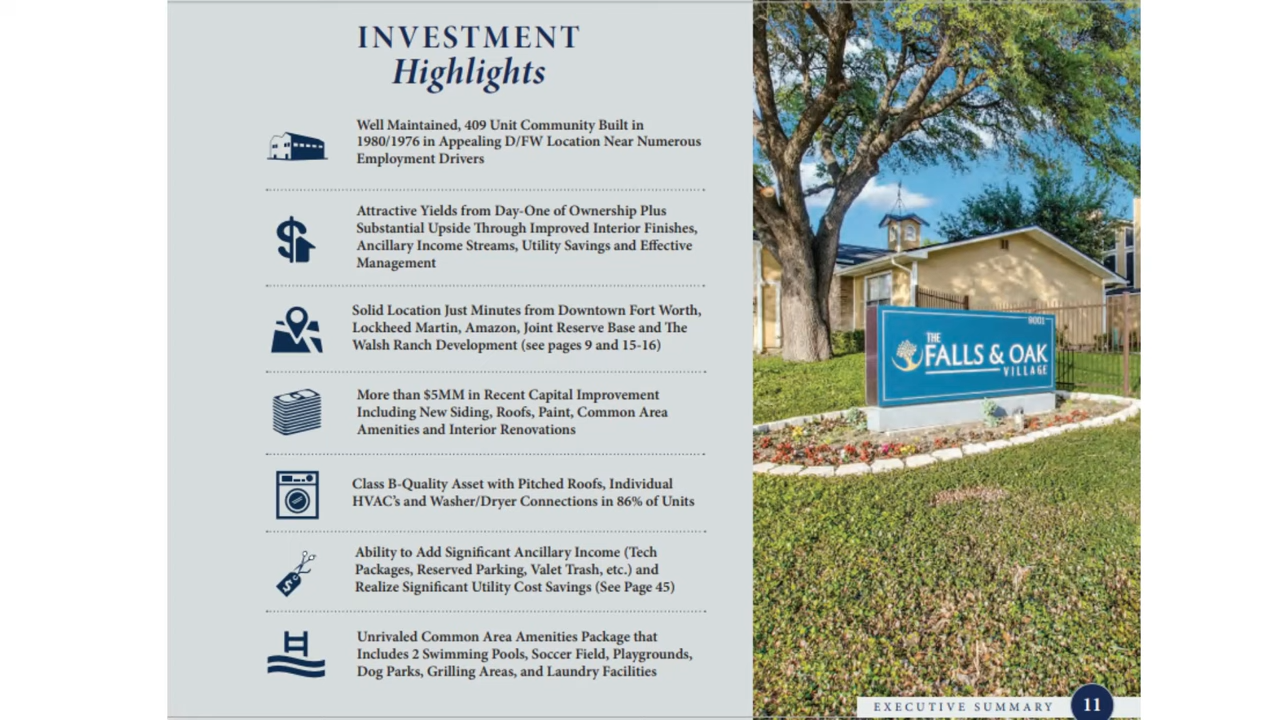 INVESTMENT
Highlights
Well Maintained, 409 Unit Community Built in
1980/1976 in Appealing D/FW Location Near Numerous
Employment Drivers
Attractive Yields from Day-One of Ownership Plus
Substantial Upside Through Improved Interior Finishes,
Ancillary Income Streams, Utility Savings and Effective
Management
Solid Location Just Minutes from Downtown Fort Worth,
Lockheed Martin, Amazon, Joint Reserve Base and The
Walsh Ranch Development (see pages 9 and 15-16)
More than $5MM in Recent Capital Improvement
Including New Siding, Roofs, Paint, Common Area
Amenities and Interior Renovations
Class B-Quality Asset with Pitched Roofs, Individual
HVAC's and Washer/Dryer Connections in 86% of Units
Ability to Add Significant Ancillary Income (Tech
Packages, Reserved Parking, Valet Trash, etc.) and
Realize Significant Utility Cost Savings (See Page 45)
Unrivaled Common Area Amenities Package that
Includes 2 Swimming Pools, Soccer Field, Playgrounds,
Dog Parks, Grilling Areas, and Laundry Facilities
9001
THE
FALLS & OAK
VILLAGE
EXECUTIVE SUMMARY 11